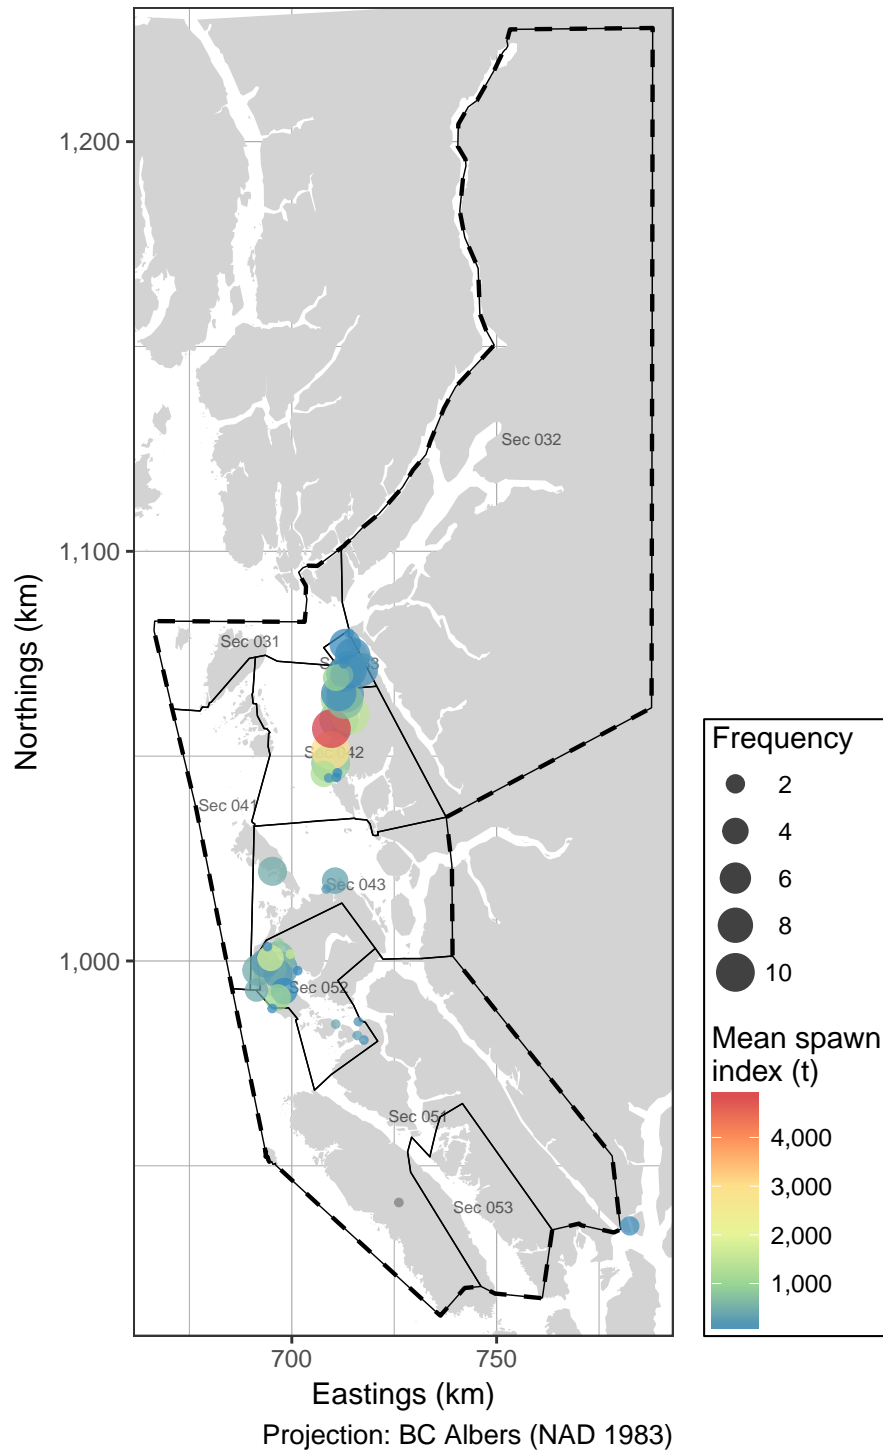 1,200
1,100
1,000
Northings (km)
Sec 032
Sec 031
Sec 042
Sec 041
Sec 043
Sec 052
Sec 051
Sec 053
700
750
Eastings (km)
Projection: BC Albers (NAD 1983)
Frequency
2
4
6
8
10
Mean spawn
index (t)
4,000
3,000
2,000
1,000